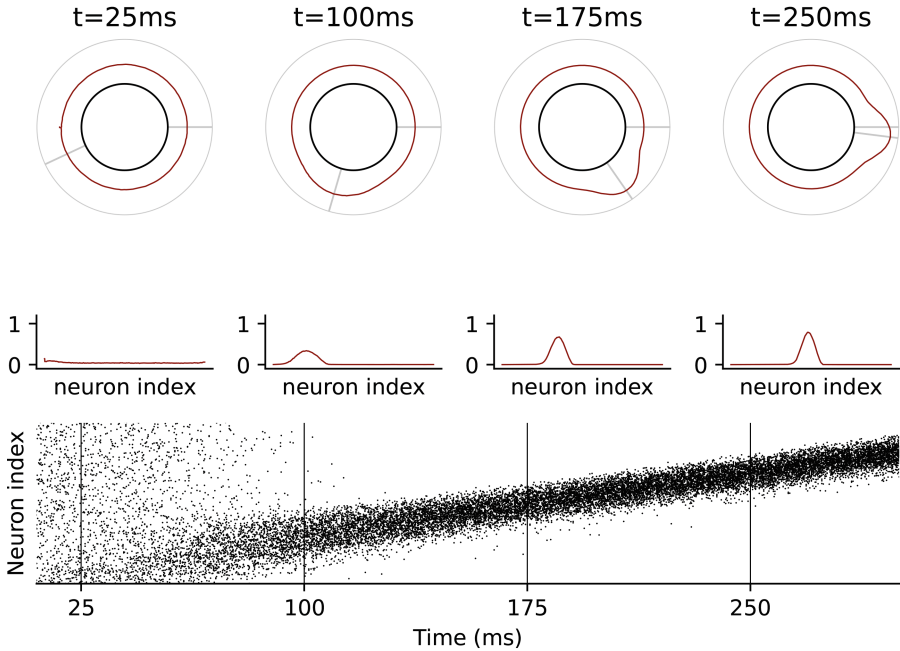 t=25ms t=100ms t=175ms t=250ms
1 1 1 1
0 0 0 0
neuron index neuron index neuron index neuron index
Neuron index
25 100 175 250
Time (ms)